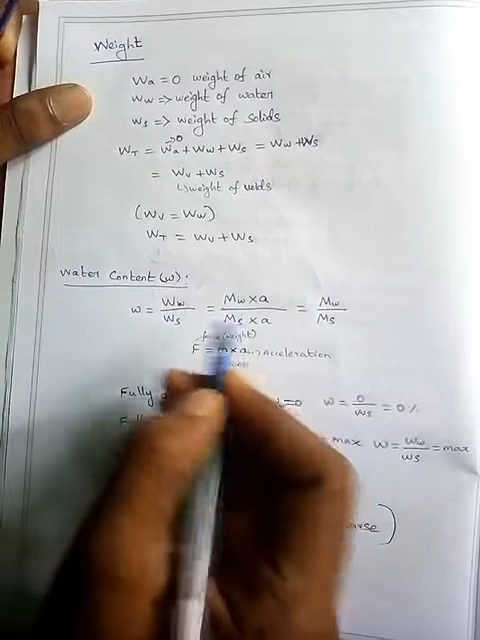 Weight
Wa = 0 weight of air
Ww => weight of water
Ws => weight of solids
WT = Wa→0 + Ww + Ws = Ww + Ws
= Wv + Ws
↳ weight of voids
(Wv = Ww)
WT = Wv + Ws
Water Content (w):
w = Ww/Ws = Mw × a/Ms × a = Mw/Ms
force (weight)
F = m × a → Acceleration
Fully
= 0 w = 0/Ws = 0%
max w = Ww/Ws = max